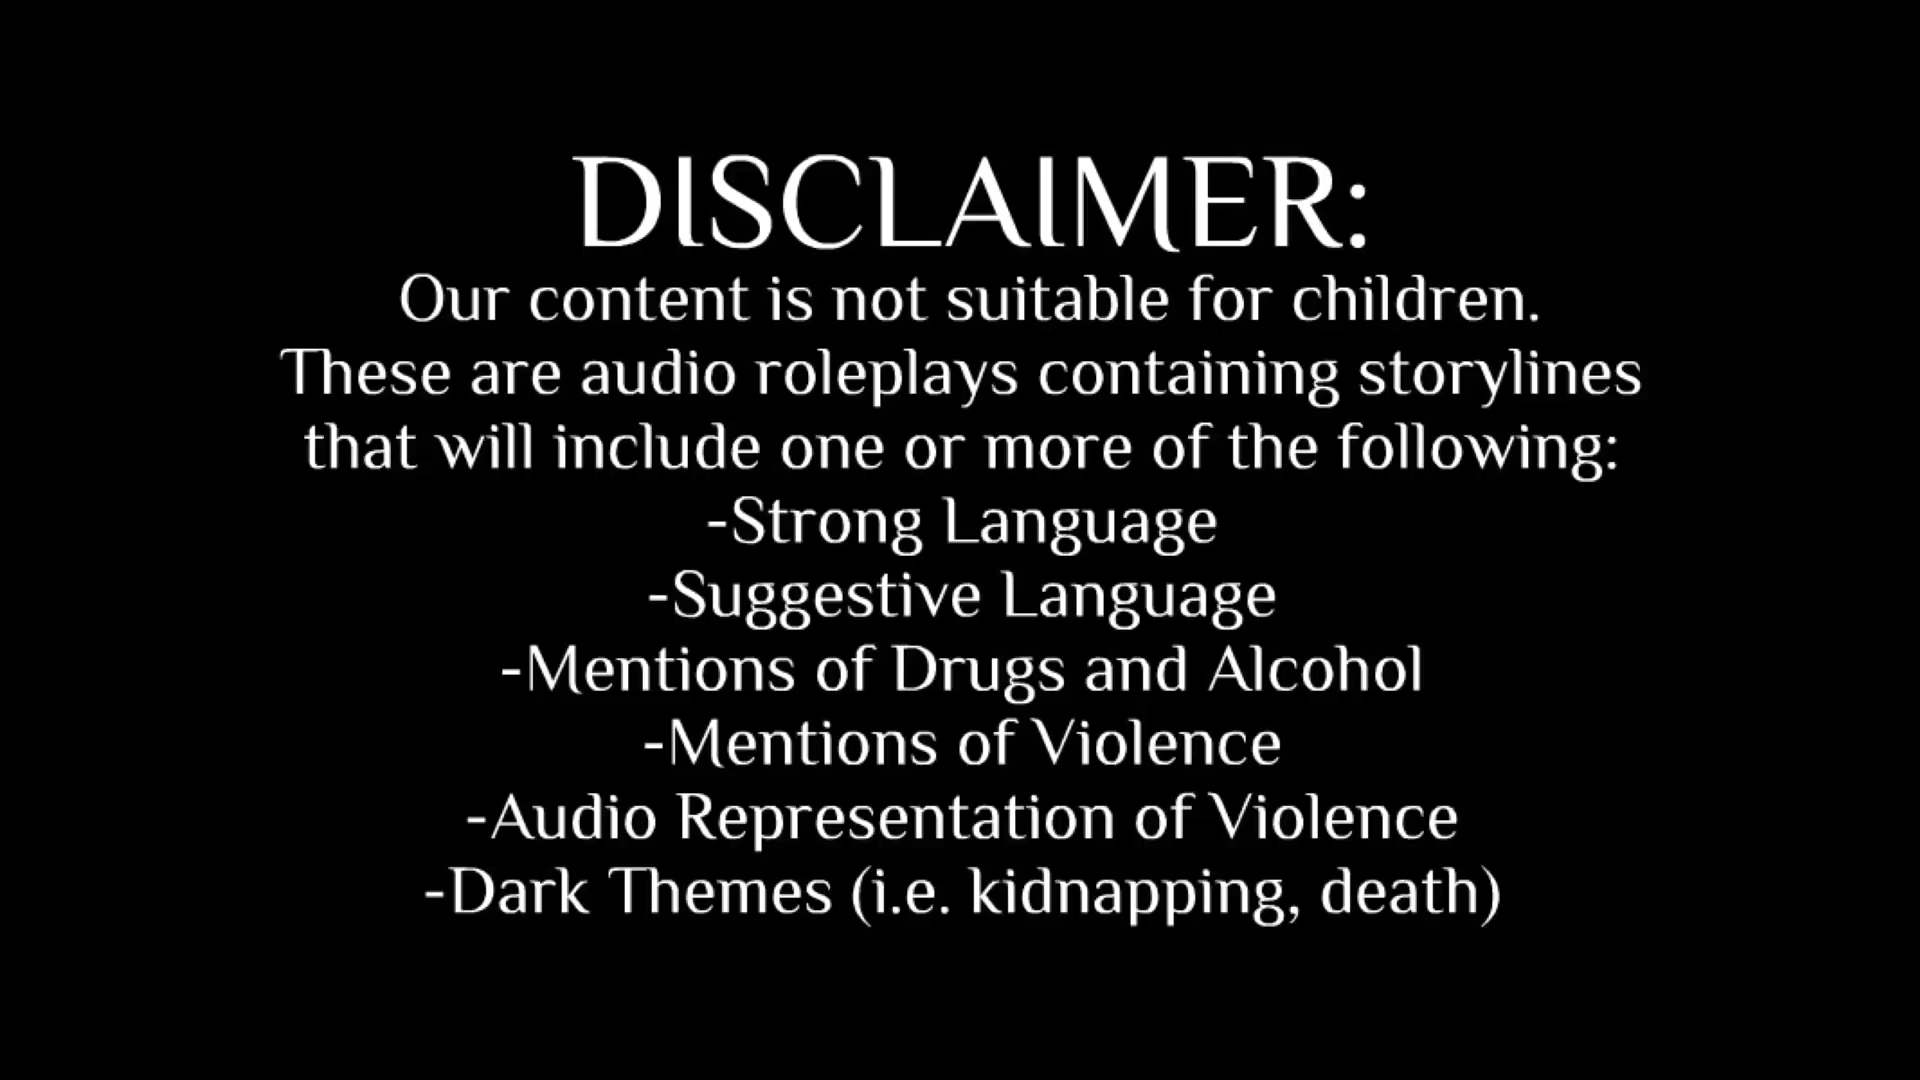 DISCLAIMER:
Our content is not suitable for children.
These are audio roleplays containing storylines
that will include one or more of the following:
-Strong Language
-Suggestive Language
-Mentions of Drugs and Alcohol
-Mentions of Violence
-Audio Representation of Violence
-Dark Themes (i.e. kidnapping, death)